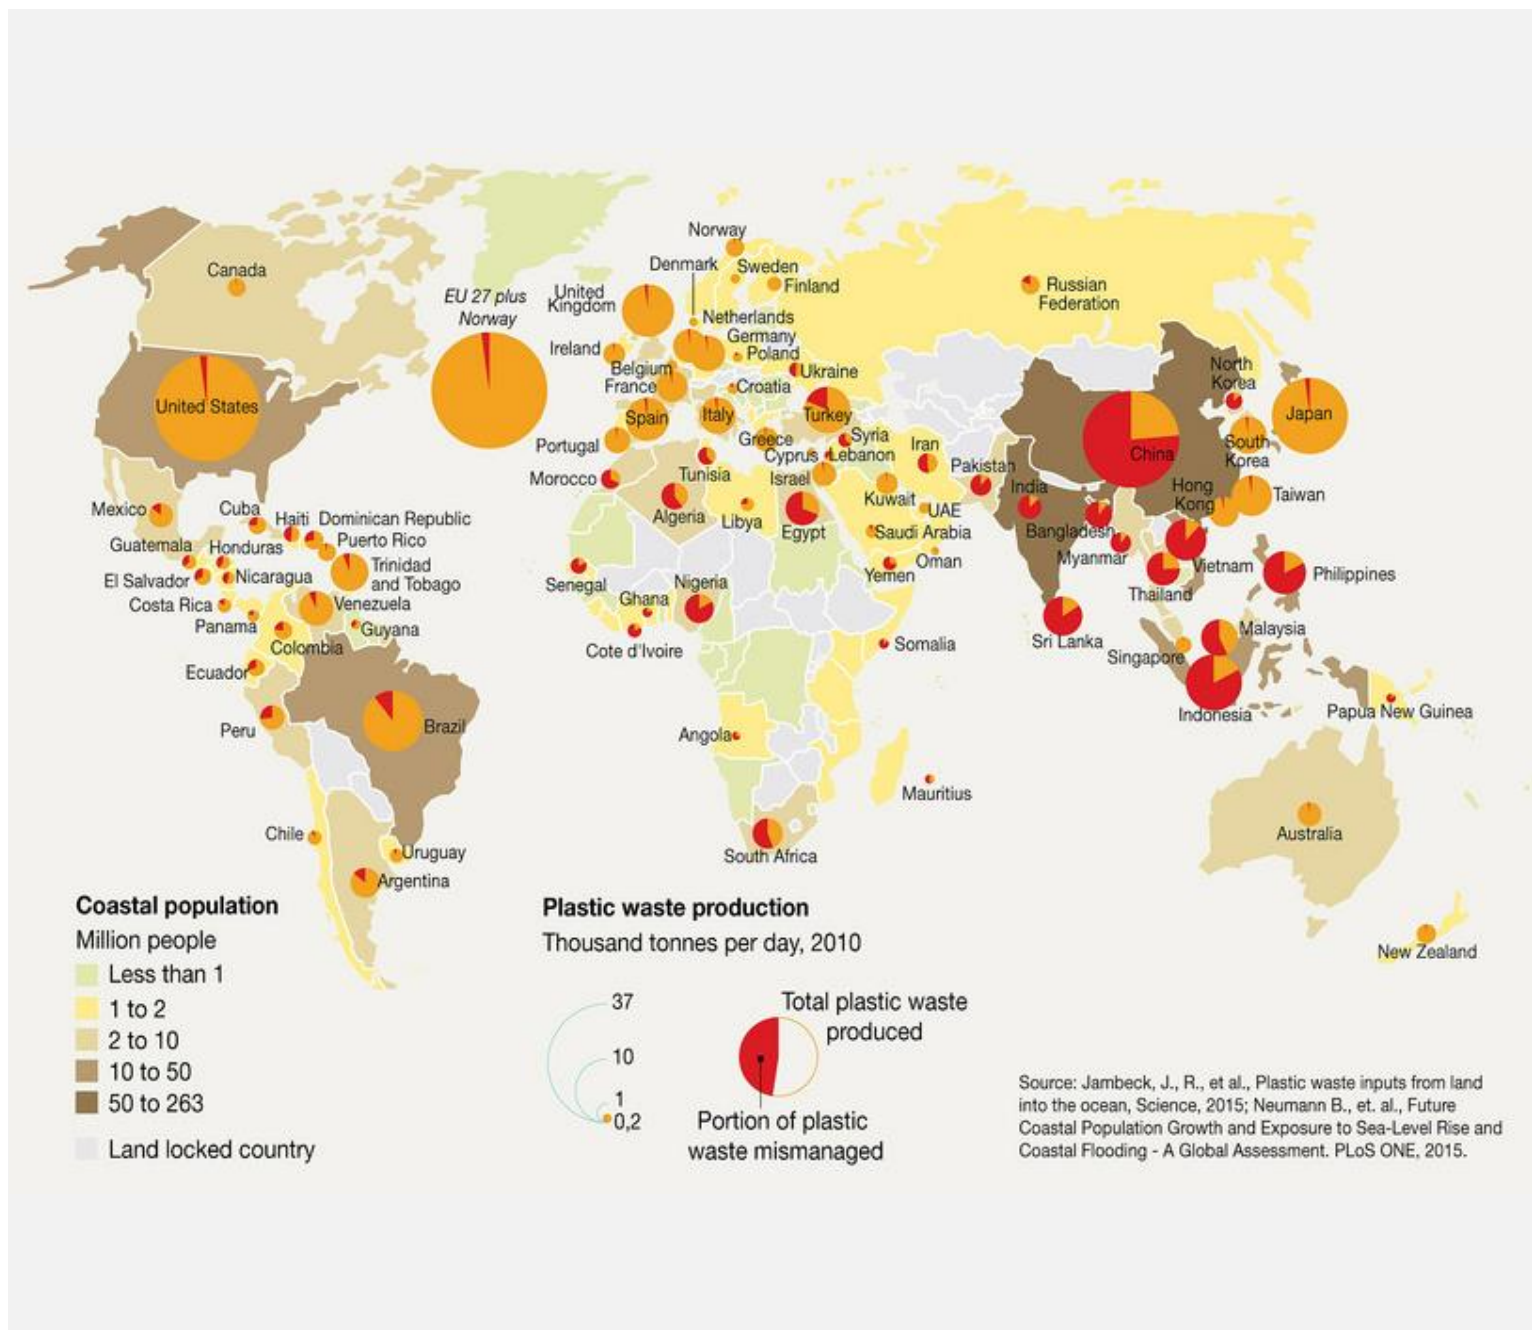 Norway
Denmark
Sweden
Finland
Canada
Russian
Federation
EU 27 plus
Norway
United
Kingdom
Netherlands
Germany
Ireland
Poland
Belgium
Ukraine
France
Croatia
North
Korea
United States
Spain
Italy
Turkey
Japan
Portugal
Greece
Syria
Iran
South
Korea
Cyprus
Lebanon
China
Pakistan
Morocco
Tunisia
Israel
India
Hong
Kong
Taiwan
Kuwait
Mexico
Cuba
Haiti
Dominican Republic
Algeria
Libya
Egypt
UAE
Saudi Arabia
Bangladesh
Puerto Rico
Guatemala
Honduras
Myanmar
Oman
Vietnam
Trinidad
and Tobago
El Salvador
Nicaragua
Senegal
Nigeria
Yemen
Philippines
Thailand
Costa Rica
Venezuela
Ghana
Panama
Guyana
Colombia
Cote d'Ivoire
Somalia
Sri Lanka
Malaysia
Singapore
Ecuador
Peru
Brazil
Angola
Indonesia
Papua New Guinea
Mauritius
Chile
Uruguay
South Africa
Australia
Argentina
New Zealand
Coastal population
Million people
Less than 1
1 to 2
2 to 10
10 to 50
50 to 263
Land locked country
Plastic waste production
Thousand tonnes per day, 2010
37
10
1
0,2
Total plastic waste
produced
Portion of plastic
waste mismanaged
Source: Jambeck, J., R., et al., Plastic waste inputs from land
into the ocean, Science, 2015; Neumann B., et. al., Future
Coastal Population Growth and Exposure to Sea-Level Rise and
Coastal Flooding - A Global Assessment. PLoS ONE, 2015.